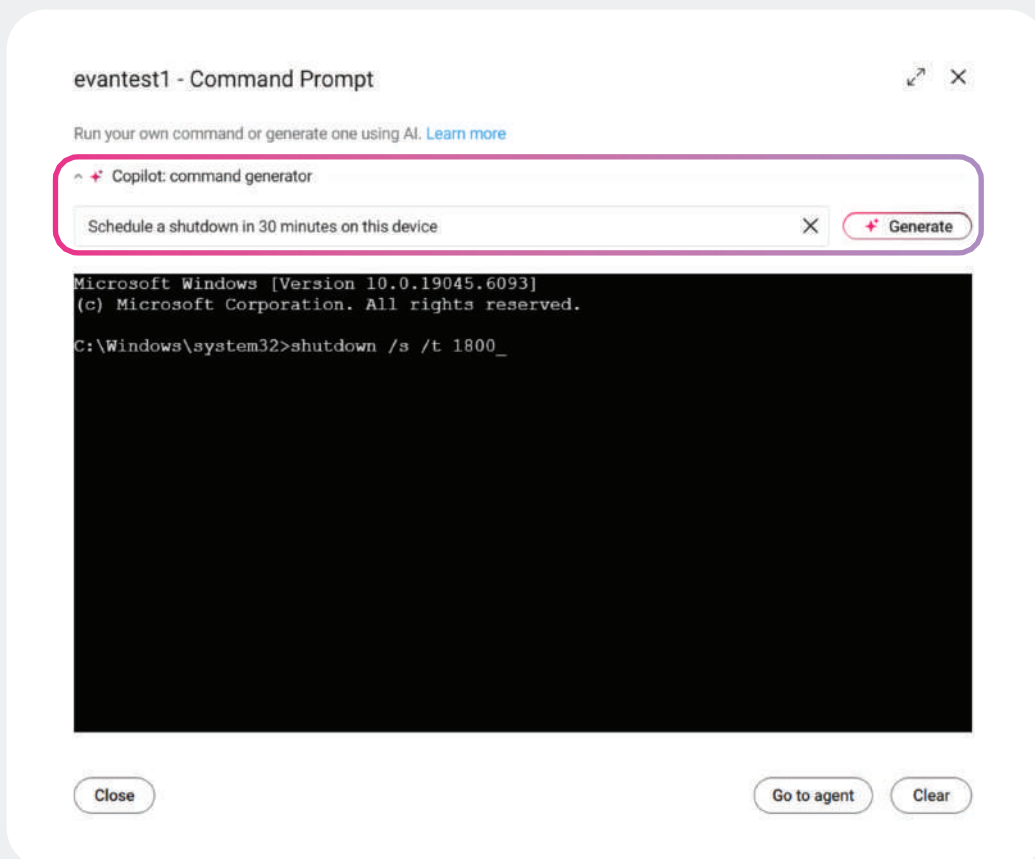 evantest1 - Command Prompt
Run your own command or generate one using AI. Learn more
Copilot: command generator
Schedule a shutdown in 30 minutes on this device
Generate
Microsoft Windows [Version 10.0.19045.6093]
(c) Microsoft Corporation. All rights reserved.
C:\Windows\system32>shutdown /s /t 1800_
Close
Go to agent
Clear